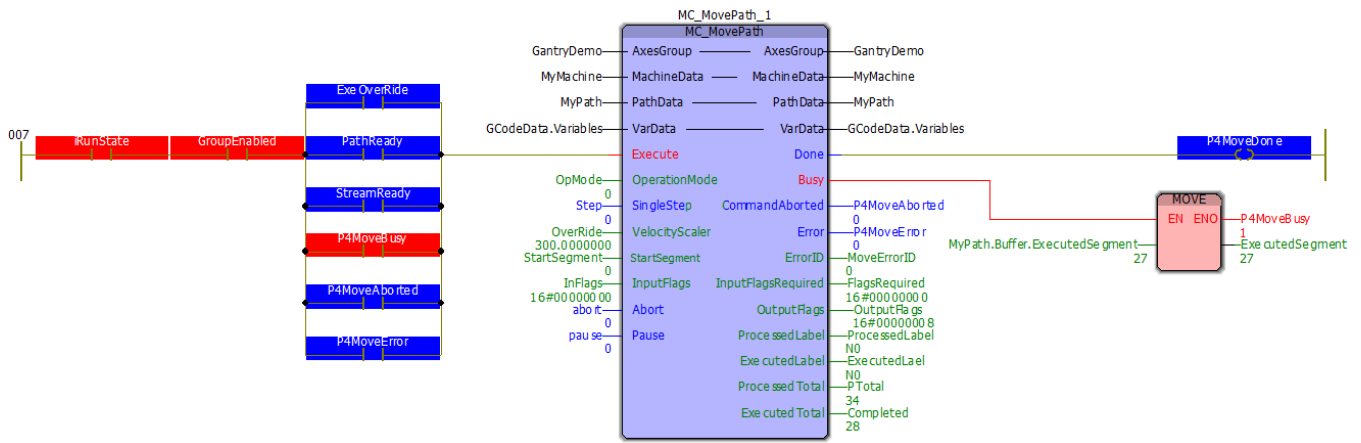 MC_MovePath_1
MC_MovePath
GantryDemo AxesGroup AxesGroup GantryDemo
MyMachine MachineData MachineData MyMachine
ExeOverRide
MyPath PathData PathData MyPath
GCodeData.Variables VarData VarData GCodeData.Variables
007
iRunState GroupEnabled PathReady
Execute Done P4MoveDone
OpMode OperationMode Busy
0
StreamReady
Step SingleStep CommandAborted P4MoveAborted
0 0
MOVE
EN ENO P4MoveBusy
1
OverRide VelocityScaler Error P4MoveError
300.0000000 0
P4MoveBusy
MyPath.Buffer.ExecutedSegment ExecutedSegment
27 27
StartSegment StartSegment ErrorID MoveErrorID
0 0
InFlags InputFlags InputFlagsRequired FlagsRequired
16#00000000 16#00000000
P4MoveAborted
abort Abort OutputFlags OutputFlags
0 16#00000008
pause Pause ProcessedLabel ProcessedLabel
0 N0
P4MoveError
ExecutedLabel ExecutedLael
N0
Processed Total PTotal
34
Executed Total Completed
28